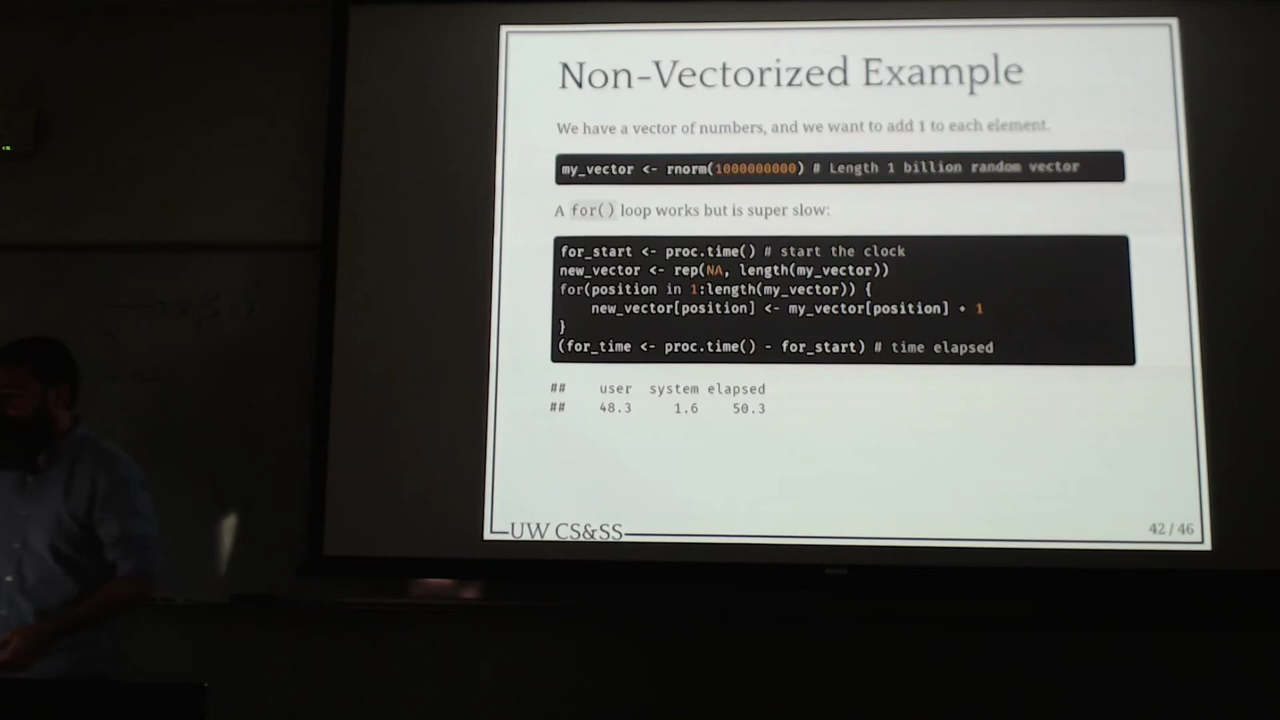 Non-Vectorized Example
We have a vector of numbers, and we want to add 1 to each element.
my_vector <- rnorm(1000000000) # Length 1 billion random vector
A for() loop works but is super slow:
for_start <- proc.time() # start the clock
new_vector <- rep(NA, length(my_vector))
for(position in 1:length(my_vector)) {
    new_vector[position] <- my_vector[position] + 1
}
(for_time <- proc.time() - for_start) # time elapsed
##    user  system elapsed
##    48.3     1.6    50.3
UW CS&SS
42 / 46